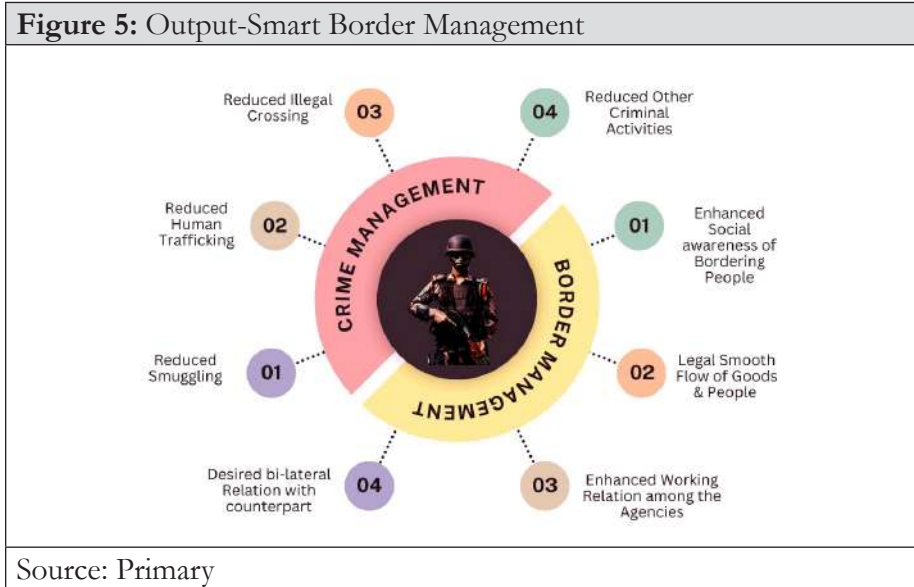 Figure 5: Output-Smart Border Management
Reduced Illegal
Crossing
03
04
Reduced Other
Criminal
Activities
Reduced
Human
Trafficking
02
CRIME MANAGEMENT
01
Enhanced
Social
awareness of
Bordering
People
Reduced
Smuggling
01
BORDER MANAGEMENT
02
Legal Smooth
Flow of Goods
& People
Desired bi-lateral
Relation with
counterpart
04
03
Enhanced Working
Relation among the
Agencies
Source: Primary